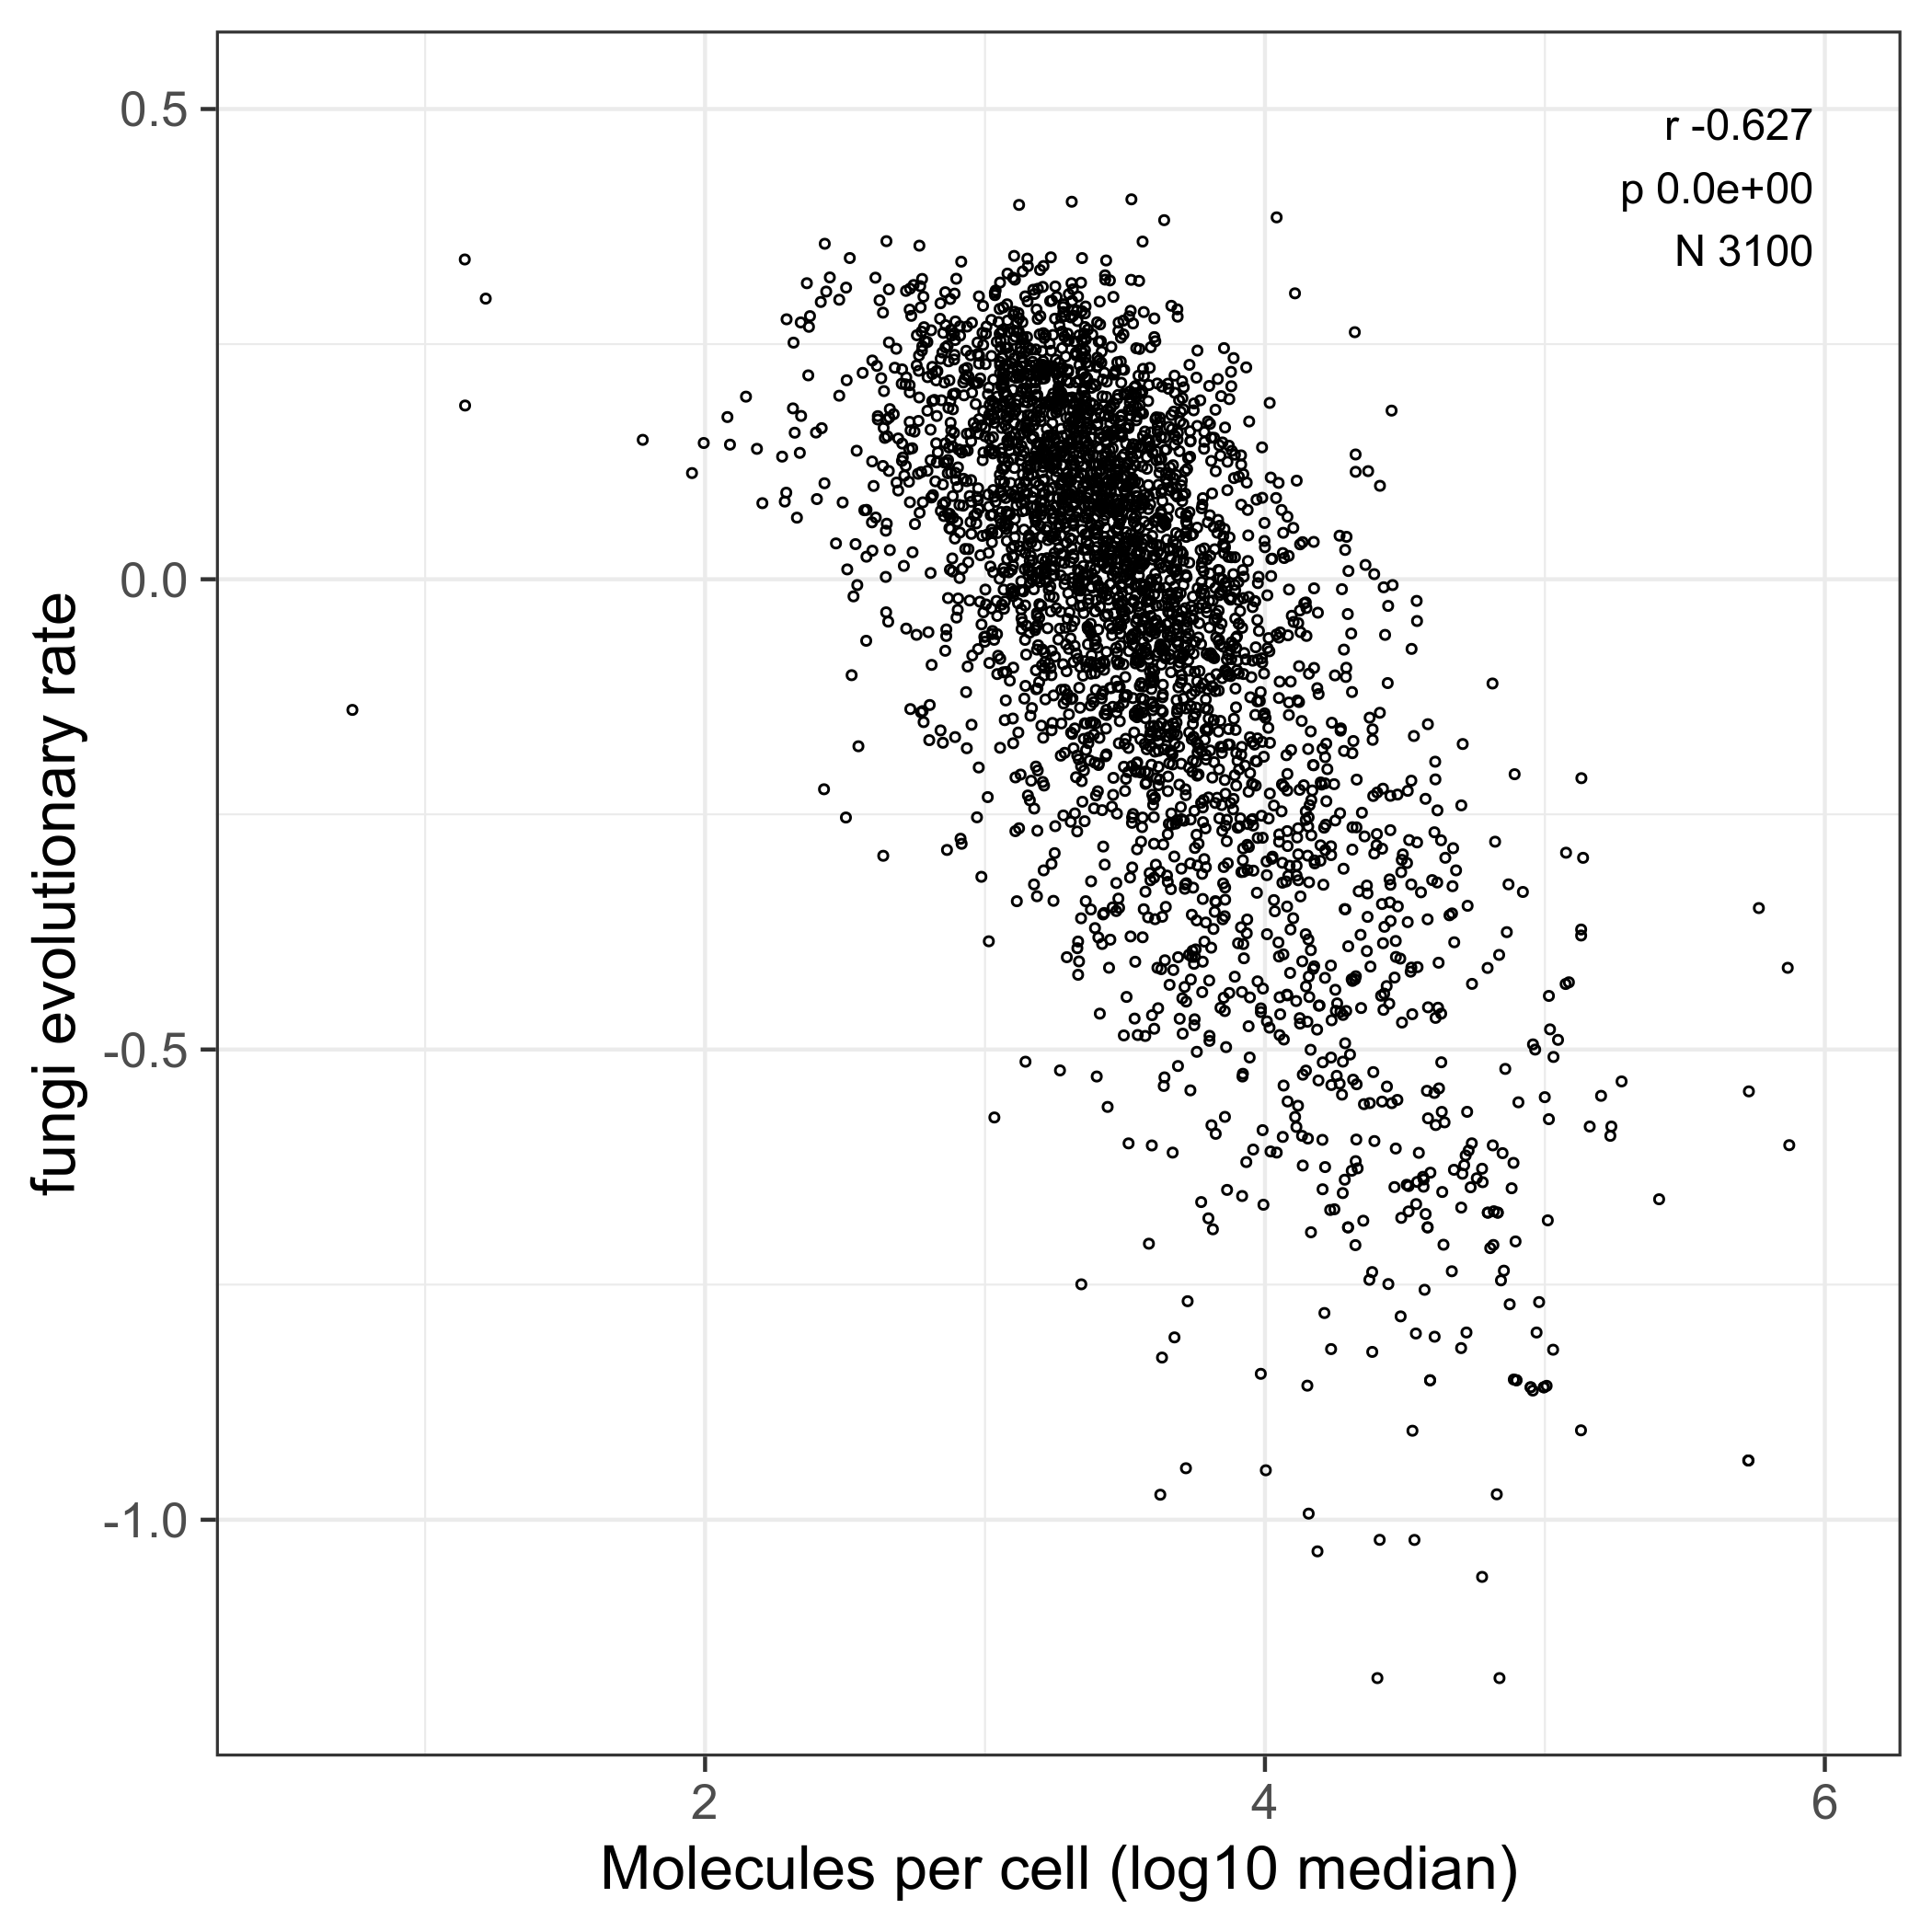 0.5
0.0
-0.5
-1.0
fungi evolutionary rate
r -0.627
p 0.0e+00
N 3100
2
4
6
Molecules per cell (log10 median)